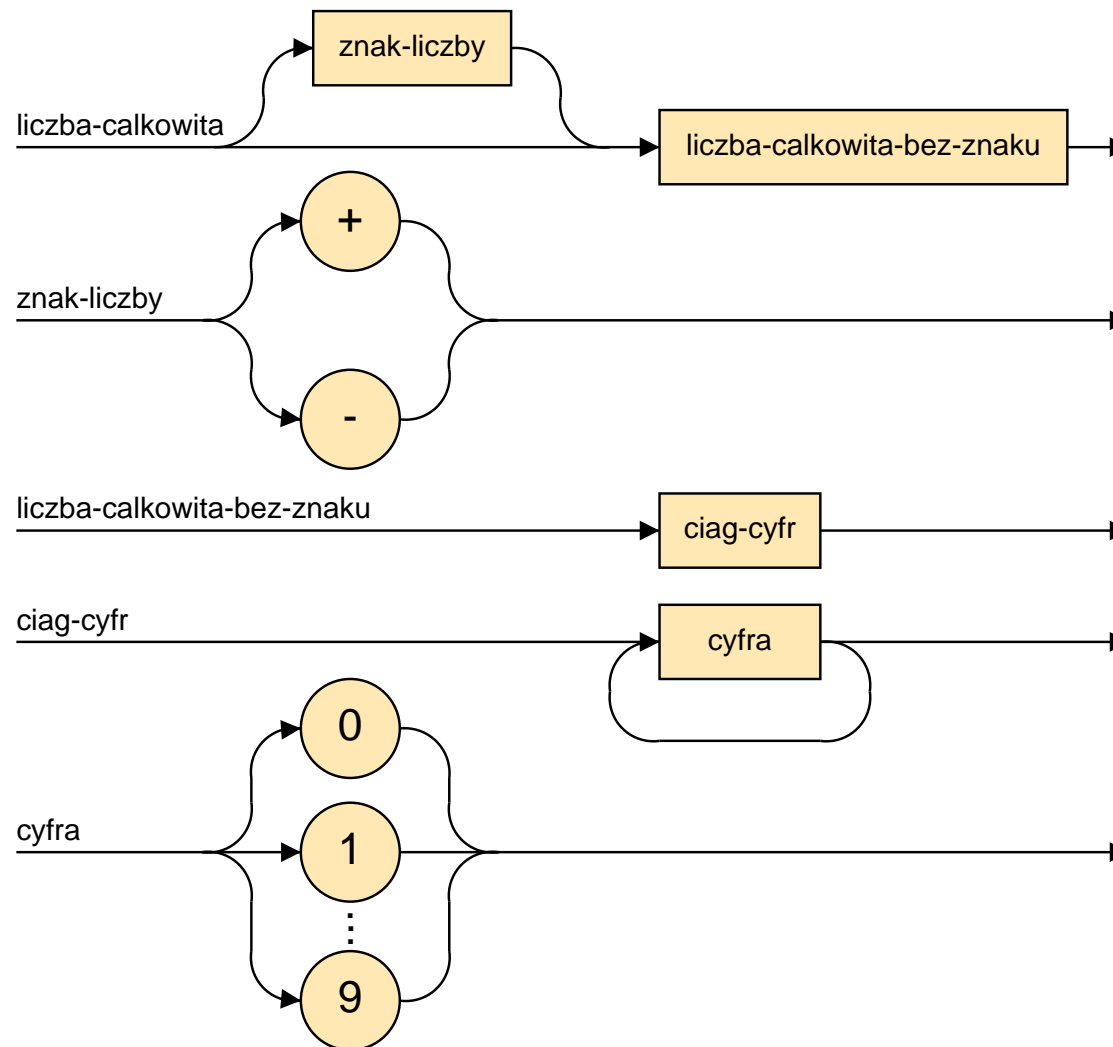 znak-liczby
liczba-calkowita
liczba-calkowita-bez-znaku
+
znak-liczby
-
liczba-calkowita-bez-znaku
ciag-cyfr
ciag-cyfr
cyfra
0
cyfra
1
⋮
9